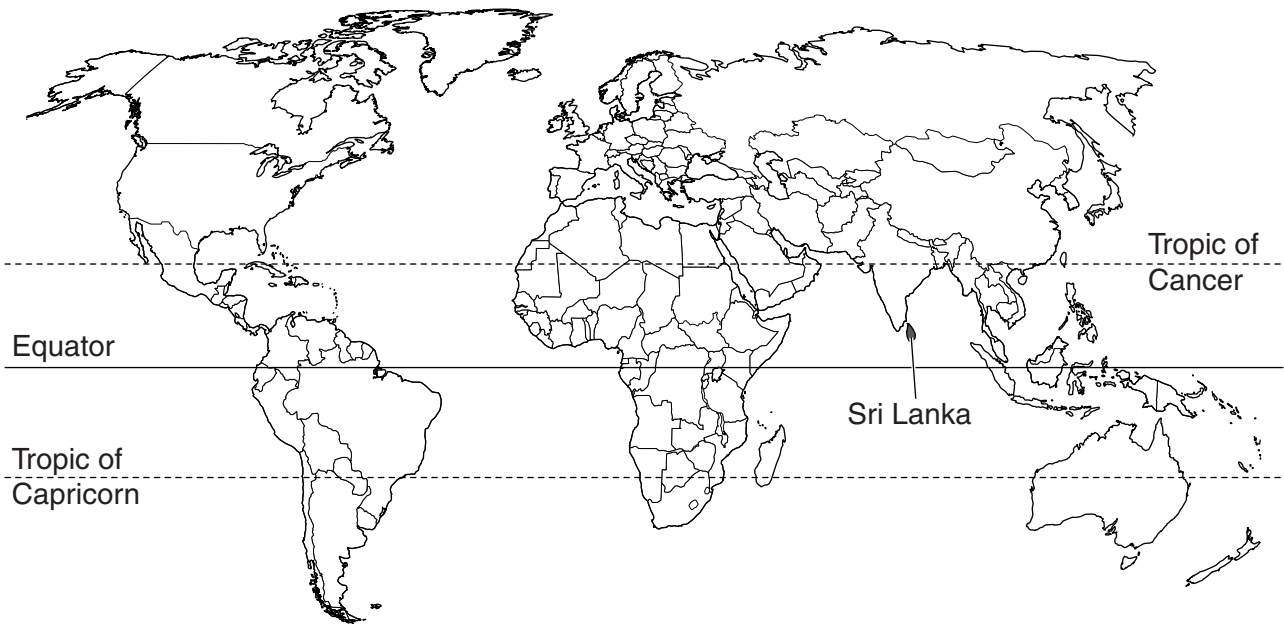 Tropic of
Cancer
Equator
Sri Lanka
Tropic of
Capricorn